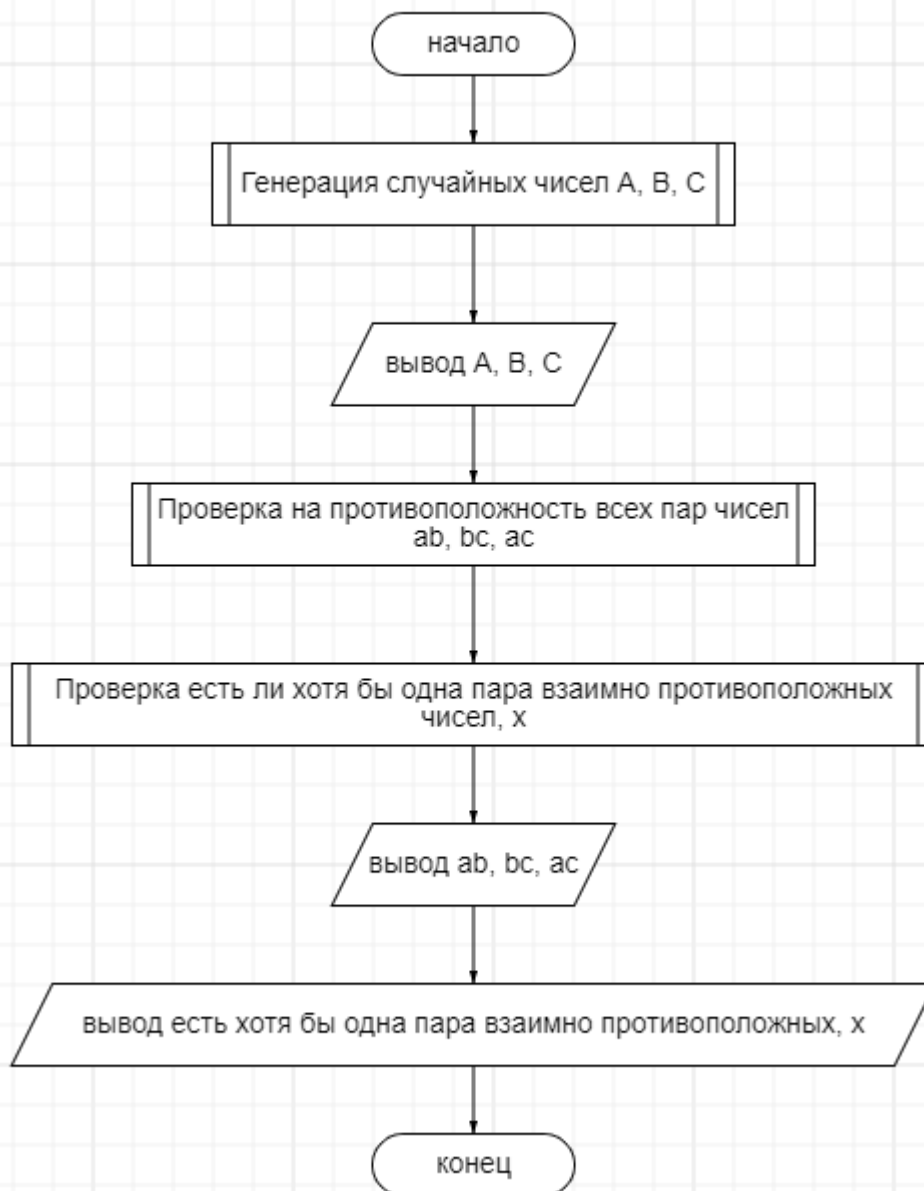 начало
Генерация случайных чисел A, B, C
вывод A, B, C
Проверка на противоположность всех пар чисел
ab, bc, ac
Проверка есть ли хотя бы одна пара взаимно противоположных
чисел, x
вывод ab, bc, ac
вывод есть хотя бы одна пара взаимно противоположных, x
конец